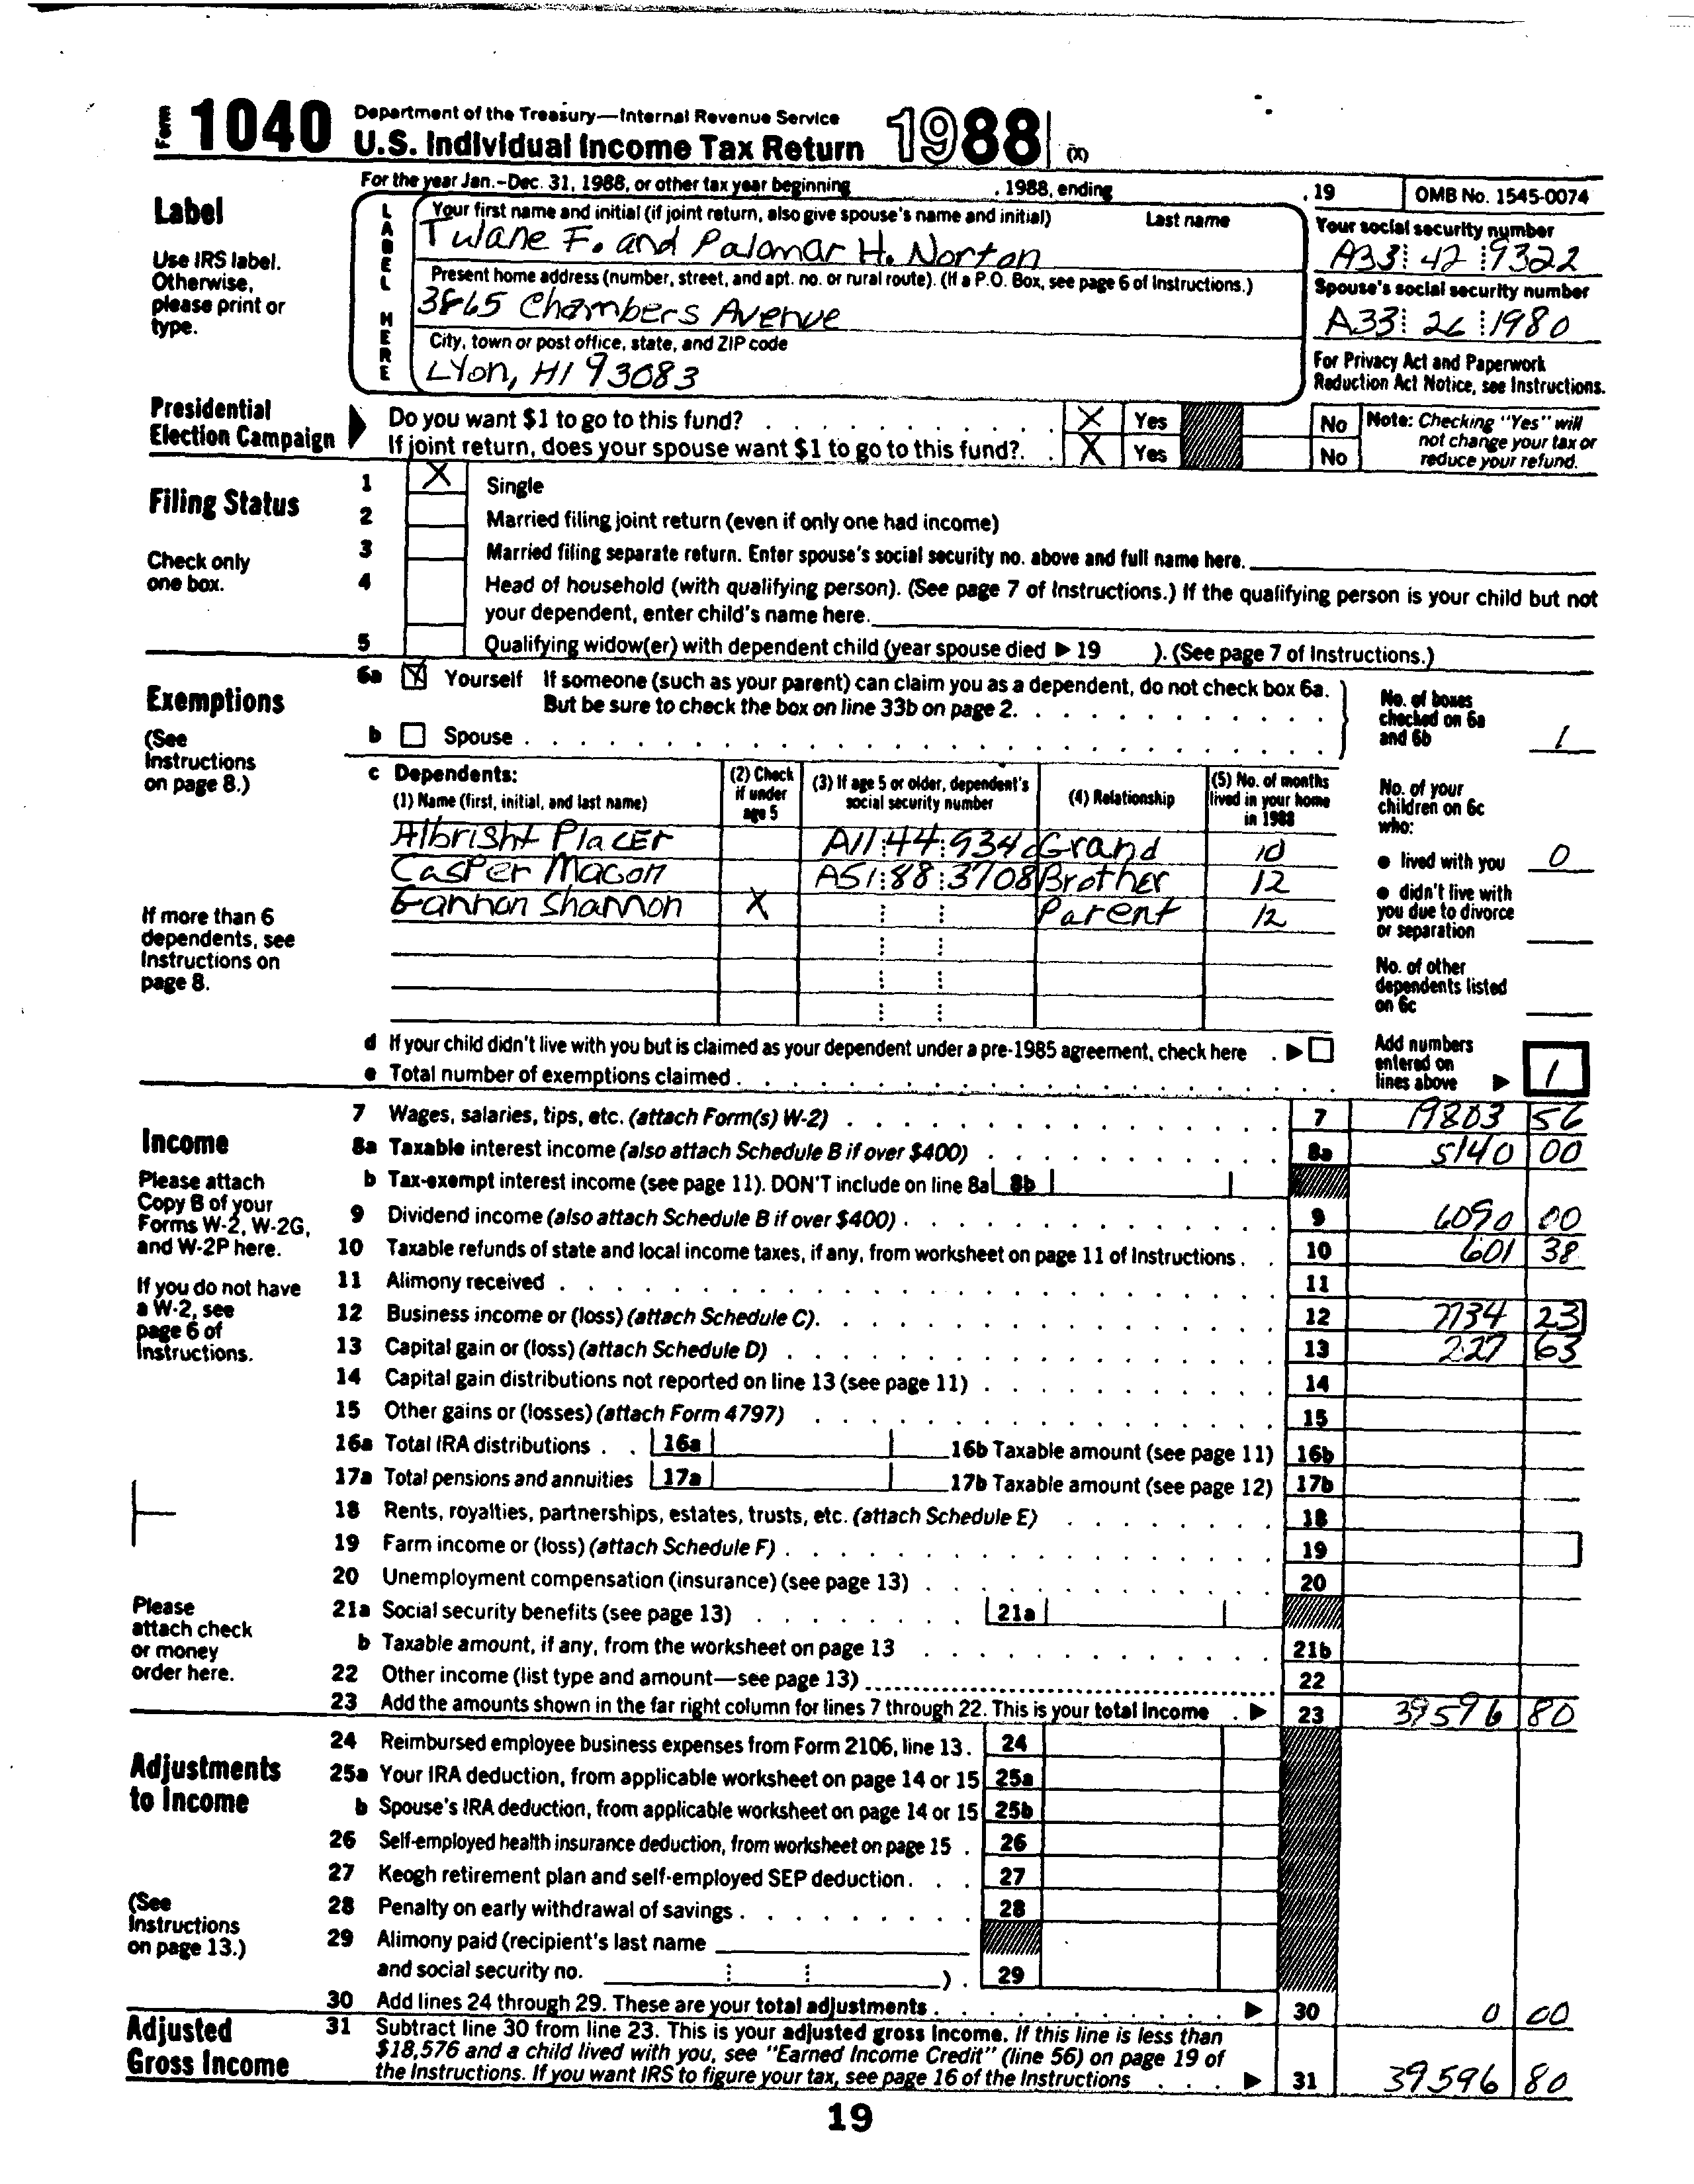 Form 1040 Department of the Treasury—Internal Revenue Service
U.S. Individual Income Tax Return 1988 (X)
For the year Jan.–Dec. 31, 1988, or other tax year beginning , 1988, ending , 19 OMB No. 1545-0074
Label
Use IRS label.
Otherwise,
please print or
type.
LABEL HERE
Your first name and initial (if joint return, also give spouse's name and initial) Last name
Tulane F. and Palomar H. Norton
Your social security number
A33 42 9322
Present home address (number, street, and apt. no. or rural route). (If a P.O. Box, see page 6 of Instructions.)
3865 Chambers Avenue
Spouse's social security number
A33 26 1980
City, town or post office, state, and ZIP code
Lyon, HI 93083
For Privacy Act and Paperwork
Reduction Act Notice, see Instructions.
Presidential
Election Campaign
Do you want $1 to go to this fund? X Yes No
If joint return, does your spouse want $1 to go to this fund? X Yes No
Note: Checking "Yes" will
not change your tax or
reduce your refund.
Filing Status
Check only
one box.
1 X Single
2 Married filing joint return (even if only one had income)
3 Married filing separate return. Enter spouse's social security no. above and full name here.
4 Head of household (with qualifying person). (See page 7 of Instructions.) If the qualifying person is your child but not
your dependent, enter child's name here.
5 Qualifying widow(er) with dependent child (year spouse died ▶ 19 ). (See page 7 of Instructions.)
Exemptions
(See
Instructions
on page 8.)
6a X Yourself If someone (such as your parent) can claim you as a dependent, do not check box 6a.
But be sure to check the box on line 33b on page 2.
b Spouse
No. of boxes
checked on 6a
and 6b 1
c Dependents:
(1) Name (first, initial, and last name)
(2) Check
if under
age 5
(3) If age 5 or older, dependent's
social security number
(4) Relationship
(5) No. of months
lived in your home
in 1988
Albright Placer A11 44 934 Grand 10
Casper Macon A51 88 3708 Brother 12
Gannon Shannon X Parent 12
No. of your
children on 6c
who:
● lived with you 0
● didn't live with
you due to divorce
or separation
No. of other
dependents listed
on 6c
If more than 6
dependents, see
Instructions on
page 8.
d If your child didn't live with you but is claimed as your dependent under a pre-1985 agreement, check here ▶
e Total number of exemptions claimed
Add numbers
entered on
lines above ▶ 1
Income
Please attach
Copy B of your
Forms W-2, W-2G,
and W-2P here.
If you do not have
a W-2, see
page 6 of
Instructions.
Please
attach check
or money
order here.
7 Wages, salaries, tips, etc. (attach Form(s) W-2) 7 19803 56
8a Taxable interest income (also attach Schedule B if over $400) 8a 5140 00
b Tax-exempt interest income (see page 11). DON'T include on line 8a 8b
9 Dividend income (also attach Schedule B if over $400) 9 6090 00
10 Taxable refunds of state and local income taxes, if any, from worksheet on page 11 of Instructions 10 601 38
11 Alimony received 11
12 Business income or (loss) (attach Schedule C) 12 7734 23
13 Capital gain or (loss) (attach Schedule D) 13 227 63
14 Capital gain distributions not reported on line 13 (see page 11) 14
15 Other gains or (losses) (attach Form 4797) 15
16a Total IRA distributions 16a 16b Taxable amount (see page 11) 16b
17a Total pensions and annuities 17a 17b Taxable amount (see page 12) 17b
18 Rents, royalties, partnerships, estates, trusts, etc. (attach Schedule E) 18
19 Farm income or (loss) (attach Schedule F) 19
20 Unemployment compensation (insurance) (see page 13) 20
21a Social security benefits (see page 13) 21a
b Taxable amount, if any, from the worksheet on page 13 21b
22 Other income (list type and amount—see page 13) 22
23 Add the amounts shown in the far right column for lines 7 through 22. This is your total income ▶ 23 39596 80
Adjustments
to Income
(See
Instructions
on page 13.)
24 Reimbursed employee business expenses from Form 2106, line 13. 24
25a Your IRA deduction, from applicable worksheet on page 14 or 15 25a
b Spouse's IRA deduction, from applicable worksheet on page 14 or 15 25b
26 Self-employed health insurance deduction, from worksheet on page 15 26
27 Keogh retirement plan and self-employed SEP deduction 27
28 Penalty on early withdrawal of savings 28
29 Alimony paid (recipient's last name
and social security no. ) 29
30 Add lines 24 through 29. These are your total adjustments ▶ 30 0 00
Adjusted
Gross Income
31 Subtract line 30 from line 23. This is your adjusted gross income. If this line is less than
$18,576 and a child lived with you, see "Earned Income Credit" (line 56) on page 19 of
the Instructions. If you want IRS to figure your tax, see page 16 of the Instructions ▶ 31 39596 80
19